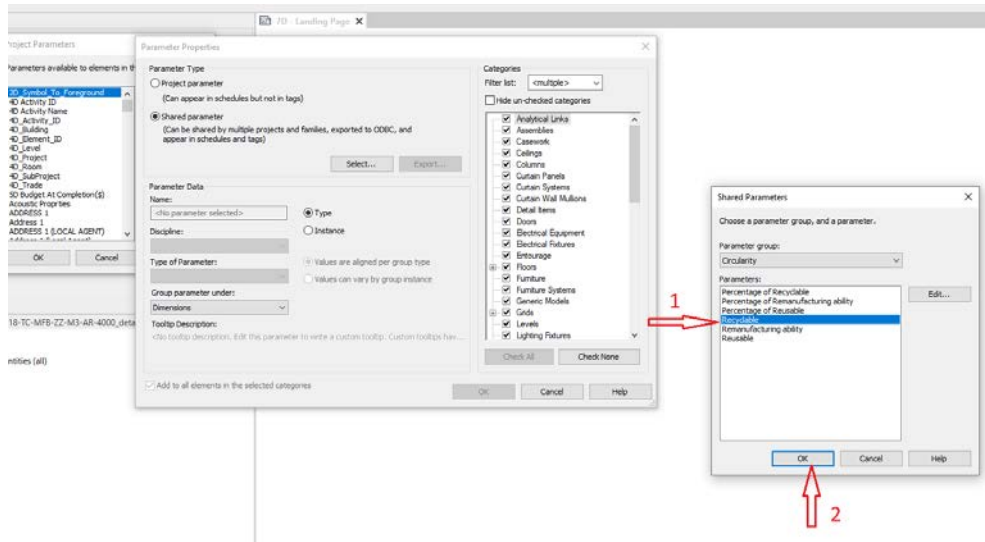 7D - Landing Page
Project Parameters
Parameters available to elements in th
2D_Symbol_To_Foreground
4D Activity ID
4D Activity Name
4D_Activity_ID
4D_Building
4D_Element_ID
4D_Level
4D_Project
4D_Room
4D_SubProject
4D_Trade
5D Budget At Completion($)
Acoustic Proprties
ADDRESS 1
Address 1
ADDRESS 1 (LOCAL AGENT)
Address 1 (Local Agent)
OK
Cancel
18-TC-MFB-ZZ-M3-AR-4000_deta
ntities (all)
Parameter Properties
Parameter Type
Project parameter
(Can appear in schedules but not in tags)
Shared parameter
(Can be shared by multiple projects and families, exported to ODBC, and
appear in schedules and tags)
Select...
Export...
Parameter Data
Name:
<No parameter selected>
Type
Discipline:
Instance
Type of Parameter:
Values are aligned per group type
Values can vary by group instance
Group parameter under:
Dimensions
Tooltip Description:
<No tooltip description. Edit this parameter to write a custom tooltip. Custom tooltips hav...
Add to all elements in the selected categories
Categories
Filter list:
<multiple>
Hide un-checked categories
Analytical Links
Assemblies
Casework
Ceilings
Columns
Curtain Panels
Curtain Systems
Curtain Wall Mullions
Detail Items
Doors
Electrical Equipment
Electrical Fixtures
Entourage
Floors
Furniture
Furniture Systems
Generic Models
Grids
Levels
Lighting Fixtures
Check All
Check None
OK
Cancel
Help
1
Shared Parameters
Choose a parameter group, and a parameter.
Parameter group:
Circularity
Parameters:
Percentage of Recyclable
Percentage of Remanufacturing ability
Percentage of Reusable
Recyclable
Remanufacturing ability
Reusable
Edit...
OK
Cancel
Help
2